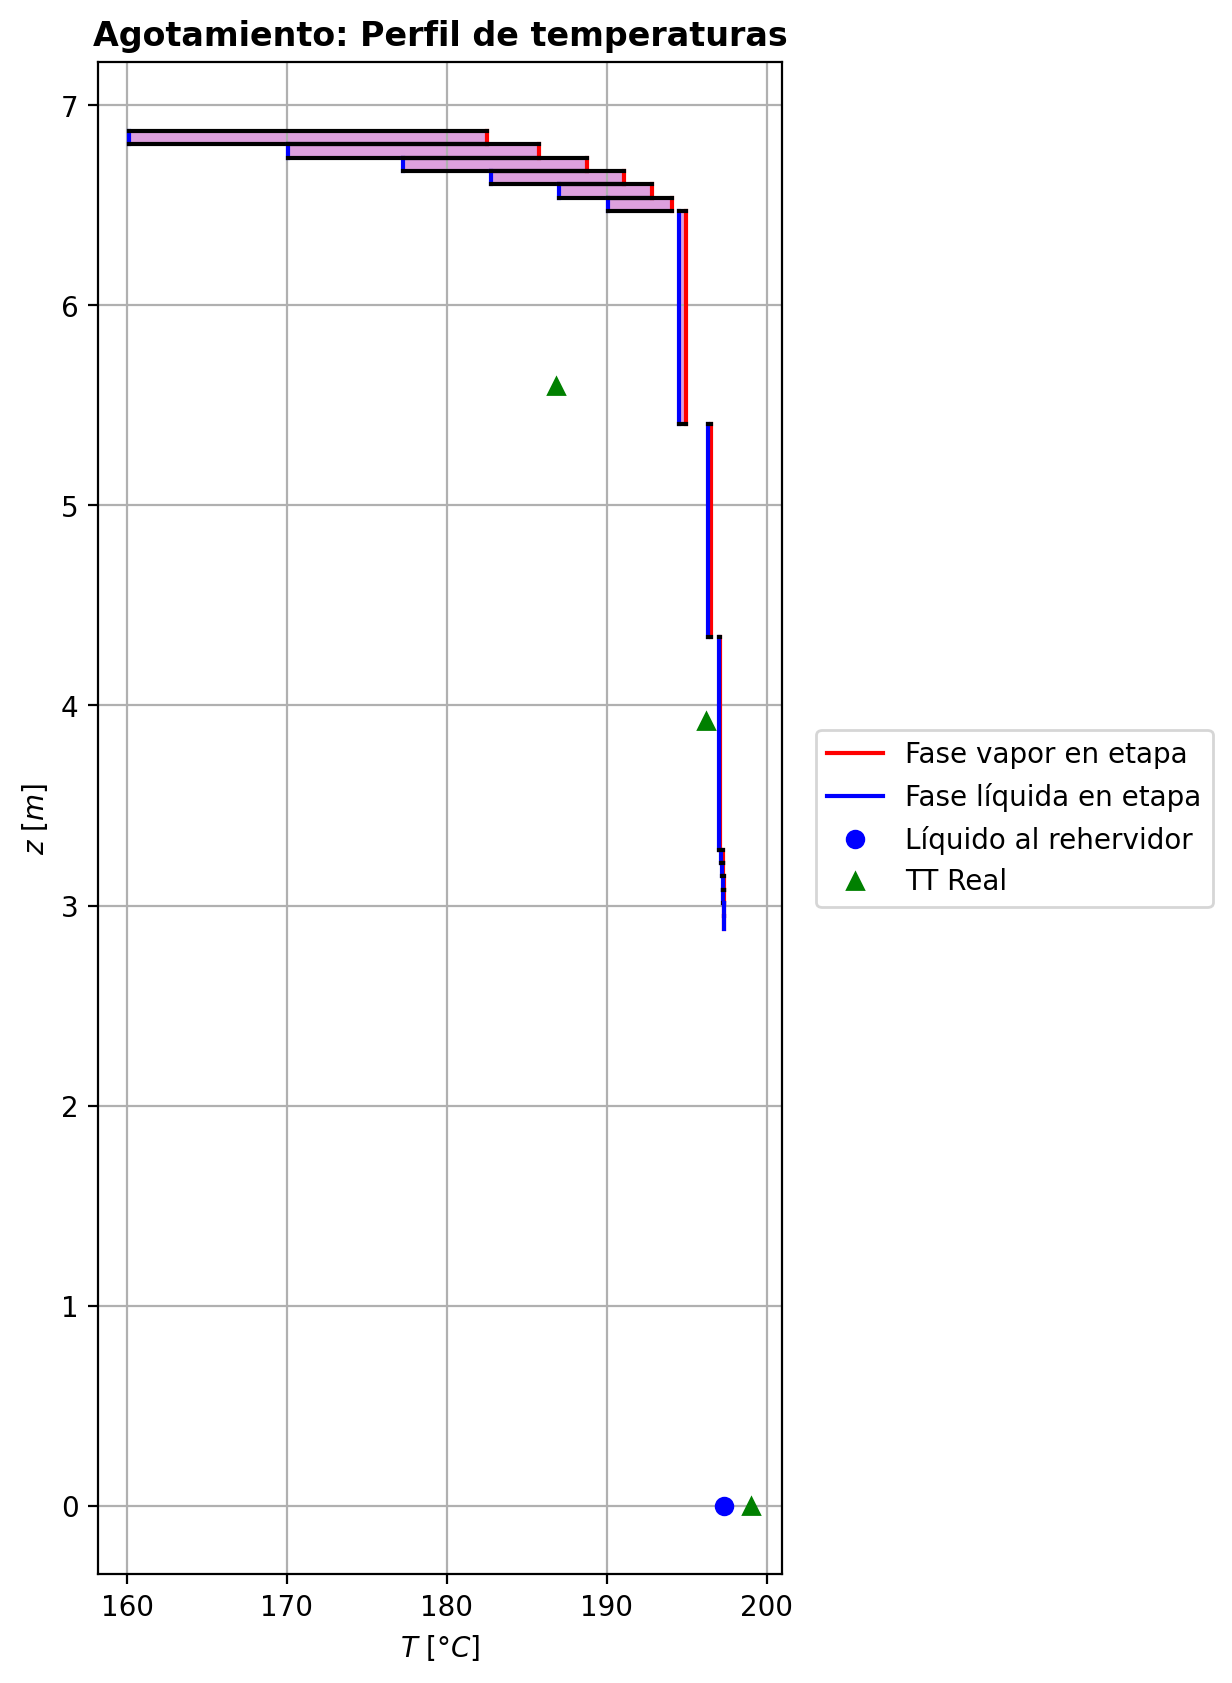 Agotamiento: Perfil de temperaturas
7
6
5
4
3
2
1
0
z [m]
160 170 180 190 200
T [°C]
Fase vapor en etapa
Fase líquida en etapa
Líquido al rehervidor
TT Real